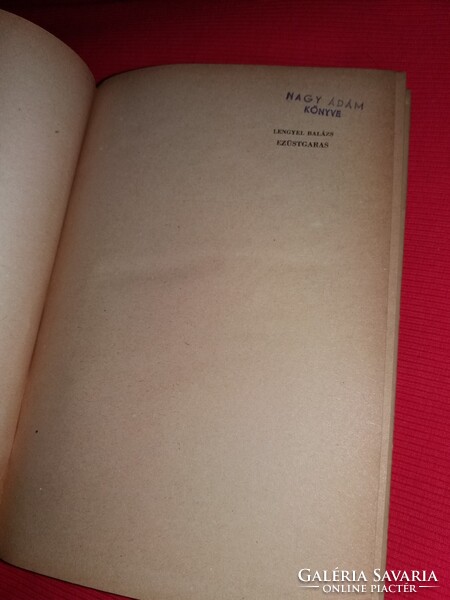 NAGY ÁDÁM
KÖNYVE
LENGYEL BALÁZS
EZÜSTGARAS
GALÉRIA SAVARIA
ONLINE PIACTÉR